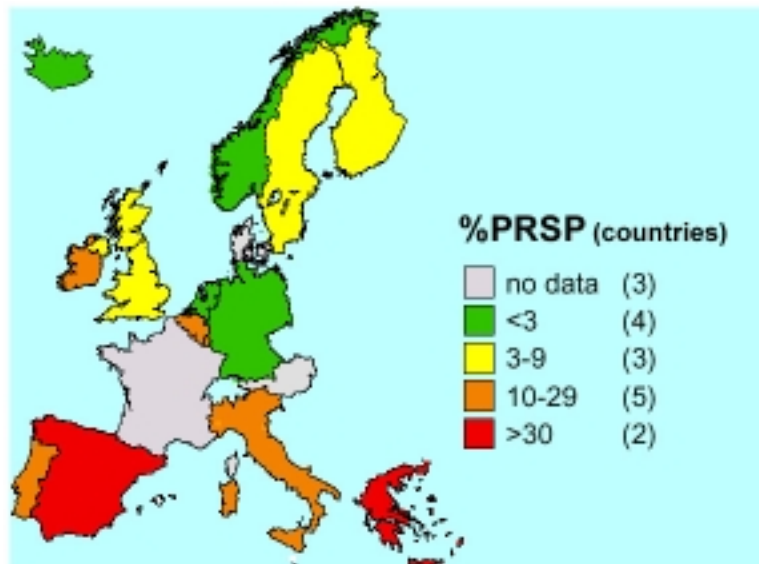 %PRSP (countries)
no data (3)
<3 (4)
3-9 (3)
10-29 (5)
>30 (2)